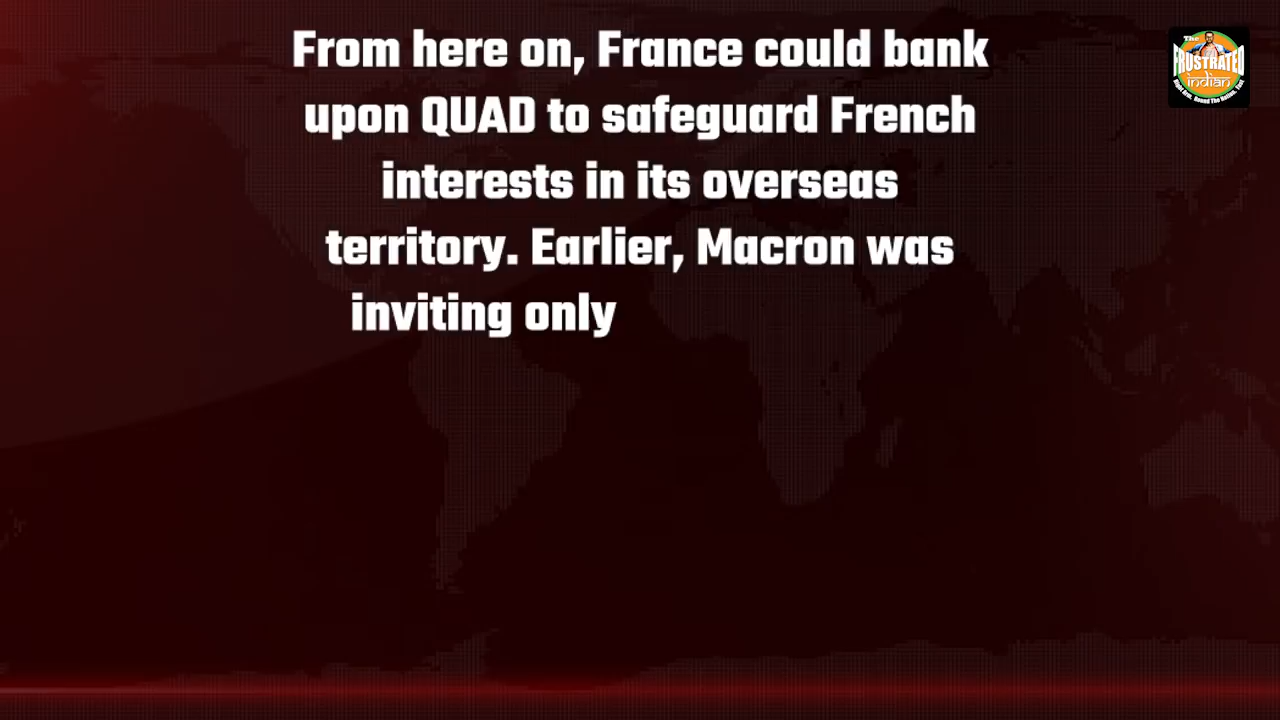 From here on, France could bank
upon QUAD to safeguard French
interests in its overseas
territory. Earlier, Macron was
inviting only
The
FRUSTRATED
indian